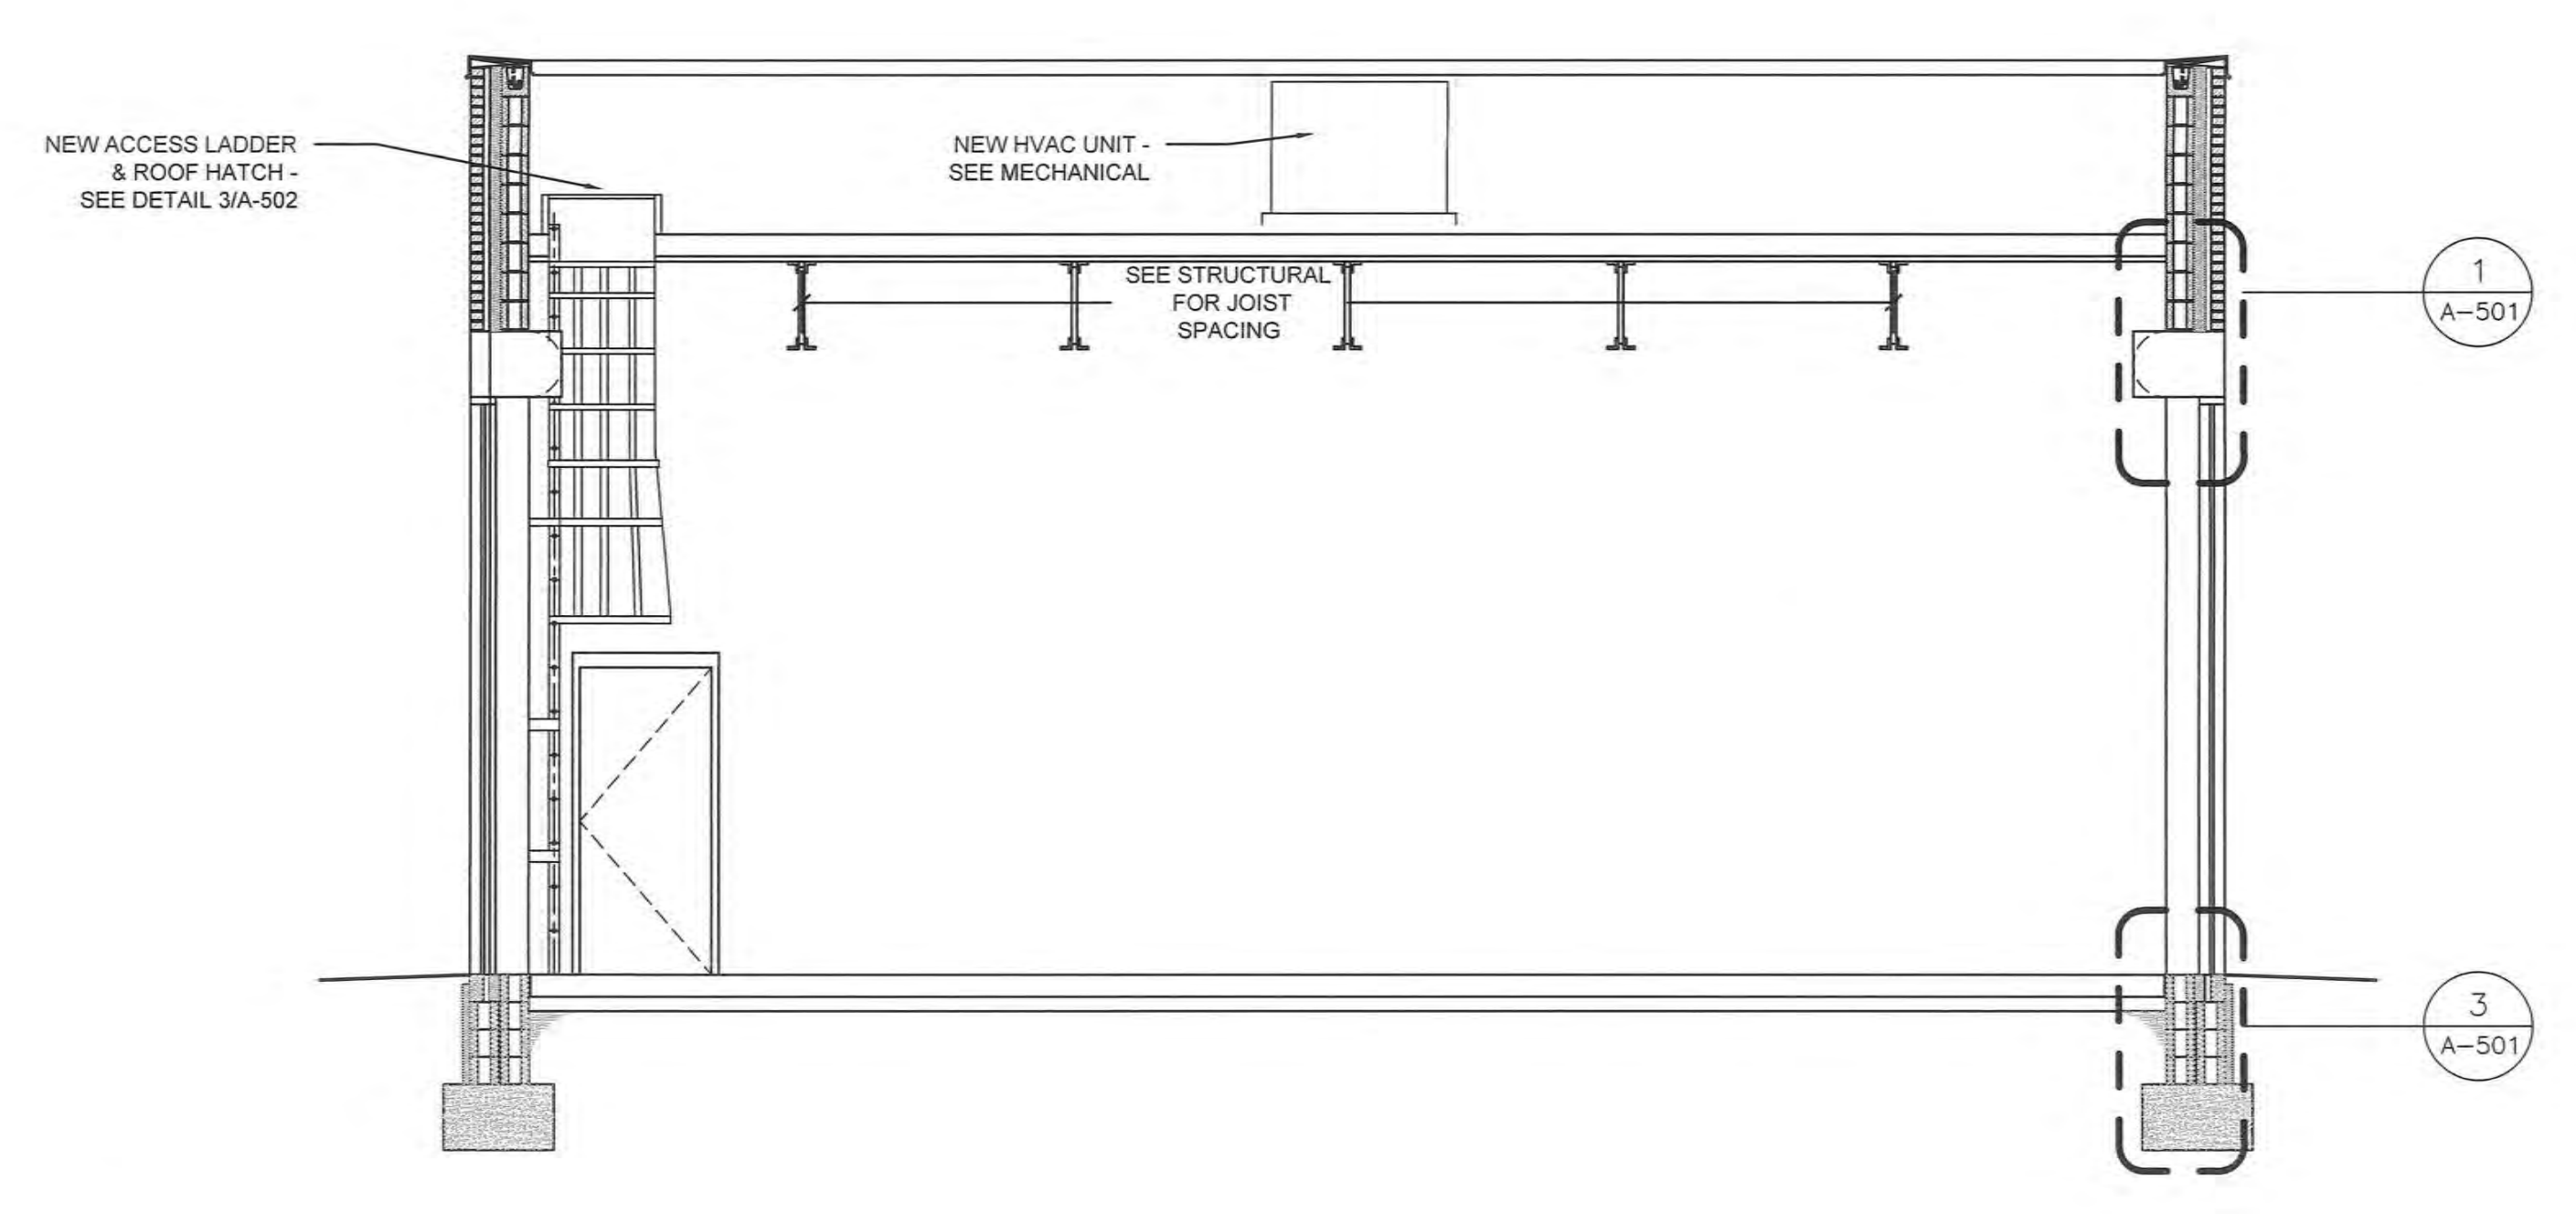 NEW ACCESS LADDER
& ROOF HATCH -
SEE DETAIL 3/A-502
NEW HVAC UNIT -
SEE MECHANICAL
SEE STRUCTURAL
FOR JOIST
SPACING
1
A-501
3
A-501